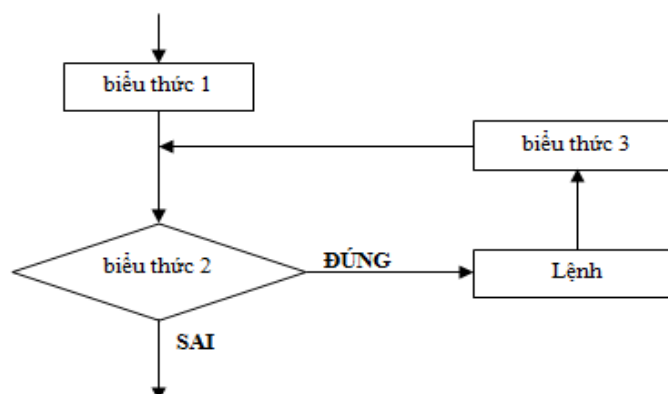 biểu thức 1
biểu thức 3
biểu thức 2
ĐÚNG
Lệnh
SAI